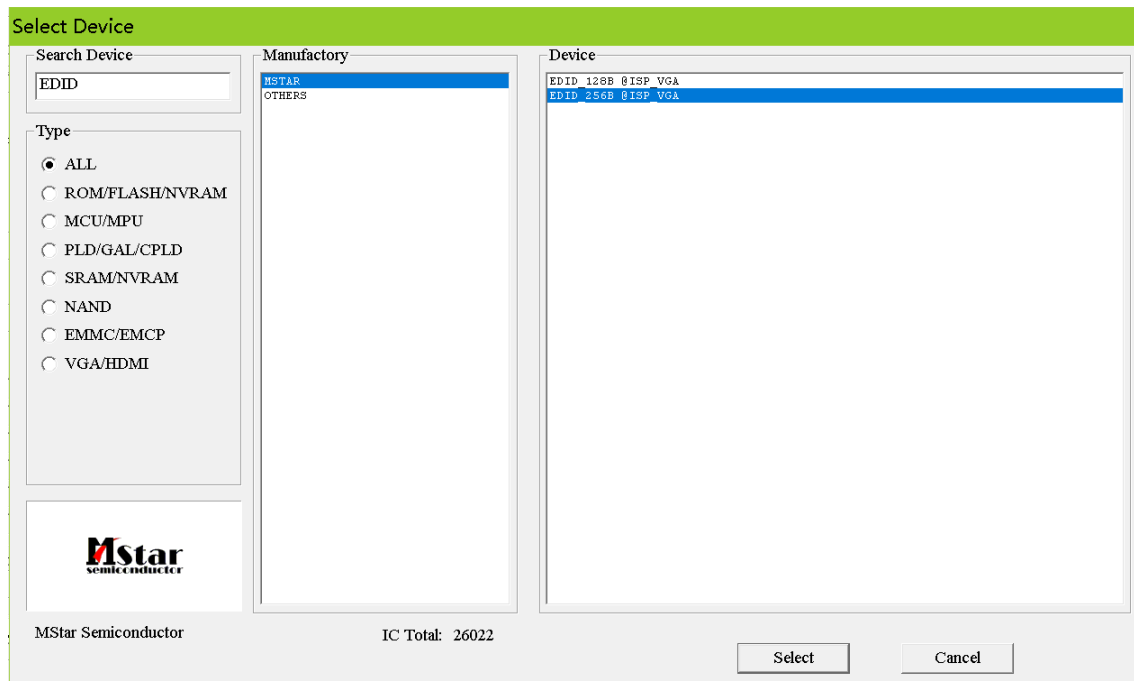 Select Device
Search Device
EDID
Type
ALL
ROM/FLASH/NVRAM
MCU/MPU
PLD/GAL/CPLD
SRAM/NVRAM
NAND
EMMC/EMCP
VGA/HDMI
Mstar
semiconductor
MStar Semiconductor
Manufactory
MSTAR
OTHERS
IC Total: 26022
Device
EDID_128B @ISP_VGA
EDID_256B @ISP_VGA
Select
Cancel